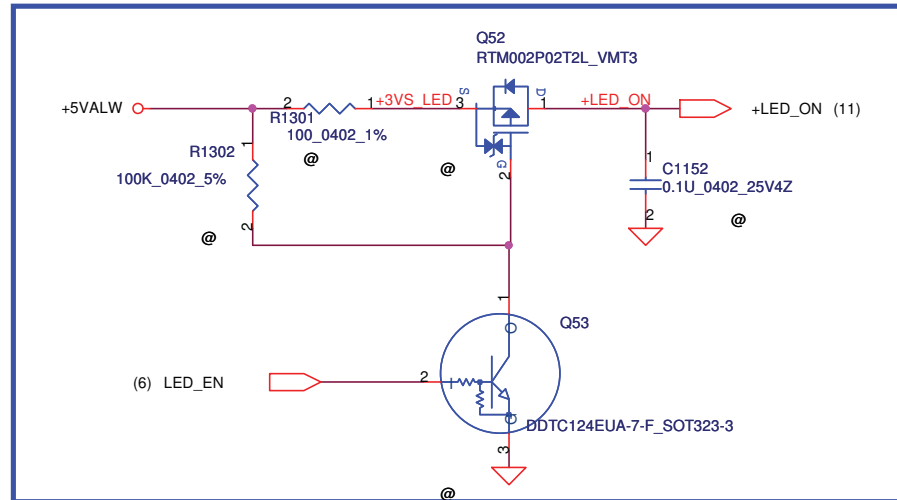 Q52
RTM002P02T2L_VMT3
+5VALW
2
1
+3VS_LED
3
S
D
1
+LED_ON
+LED_ON (11)
R1301
100_0402_1%
@
@
G
2
1
R1302
100K_0402_5%
2
@
1
C1152
0.1U_0402_25V4Z
2
@
1
Q53
O
(6) LED_EN
2
I
G
DDTC124EUA-7-F_SOT323-3
3
@